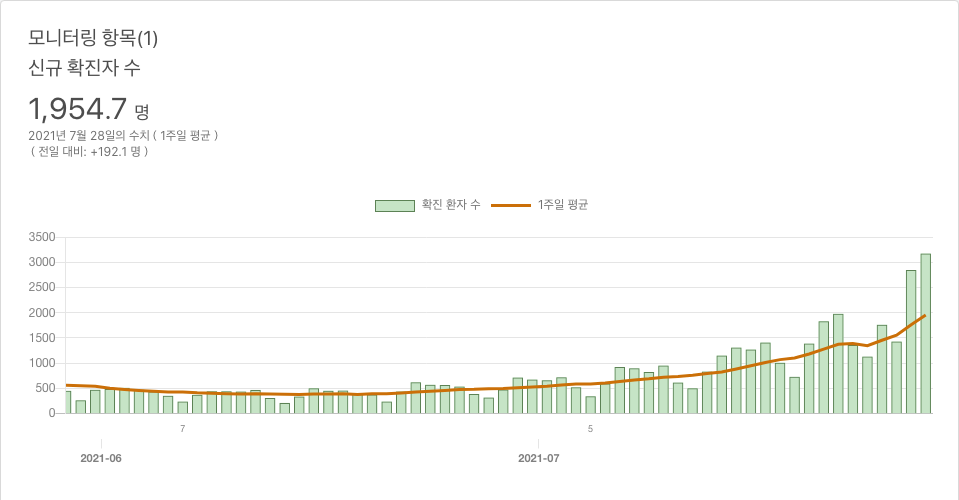 모니터링 항목(1)
신규 확진자 수
1,954.7 명
2021년 7월 28일의 수치 ( 1주일 평균 )
( 전일 대비: +192.1 명 )
확진 환자 수 1주일 평균
3500
3000
2500
2000
1500
1000
500
0
7 5
2021-06 2021-07